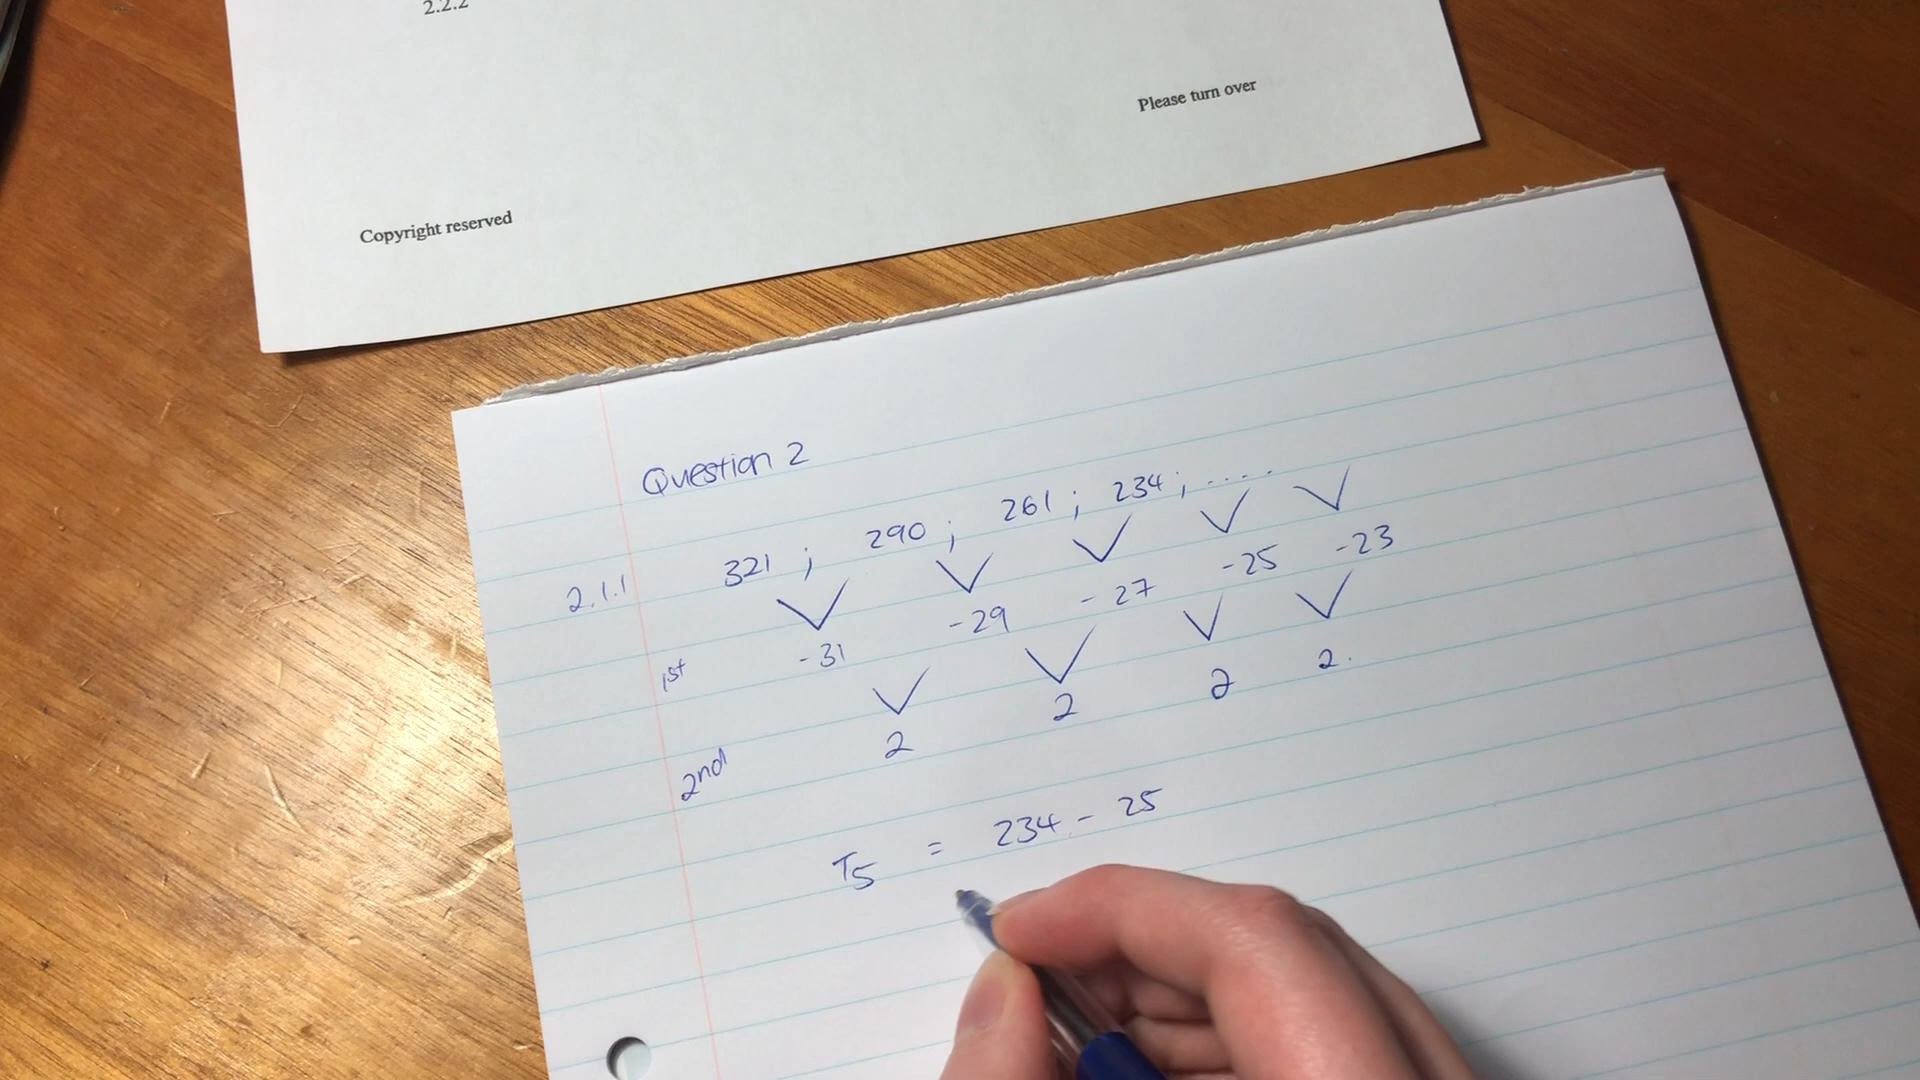 2.2.2
Please turn over
Copyright reserved
Question 2
2.1.1 321 ; 290 ; 261 ; 234 ; ....
1st -31 -29 -27 -25 -23
2nd 2 2 2 2.
T5 = 234 - 25